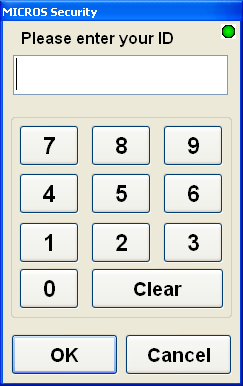 MICROS Security
Please enter your ID
7 8 9
4 5 6
1 2 3
0 Clear
OK Cancel